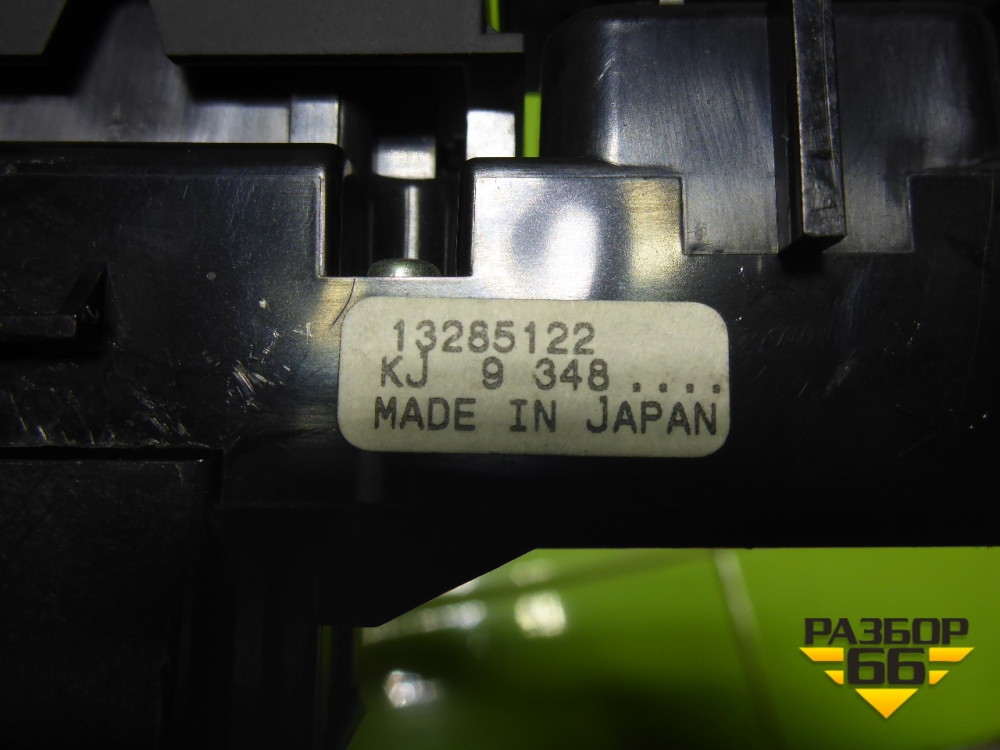 13285122
KJ 9 348 ....
MADE IN JAPAN
РАЗБОР
66